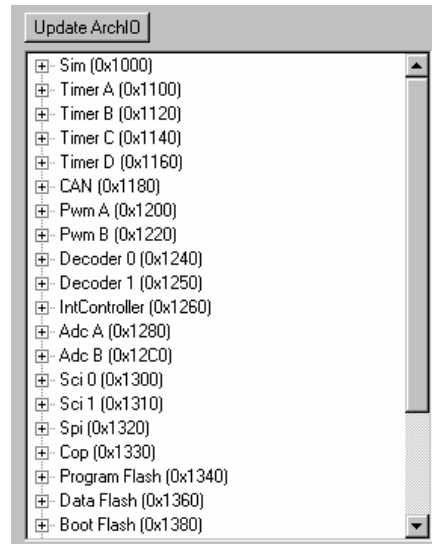 Update ArchIO
Sim (0x1000)
Timer A (0x1100)
Timer B (0x1120)
Timer C (0x1140)
Timer D (0x1160)
CAN (0x1180)
Pwm A (0x1200)
Pwm B (0x1220)
Decoder 0 (0x1240)
Decoder 1 (0x1250)
IntController (0x1260)
Adc A (0x1280)
Adc B (0x12C0)
Sci 0 (0x1300)
Sci 1 (0x1310)
Spi (0x1320)
Cop (0x1330)
Program Flash (0x1340)
Data Flash (0x1360)
Boot Flash (0x1380)